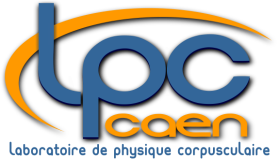 lpc
caen
laboratoire de physique corpusculaire